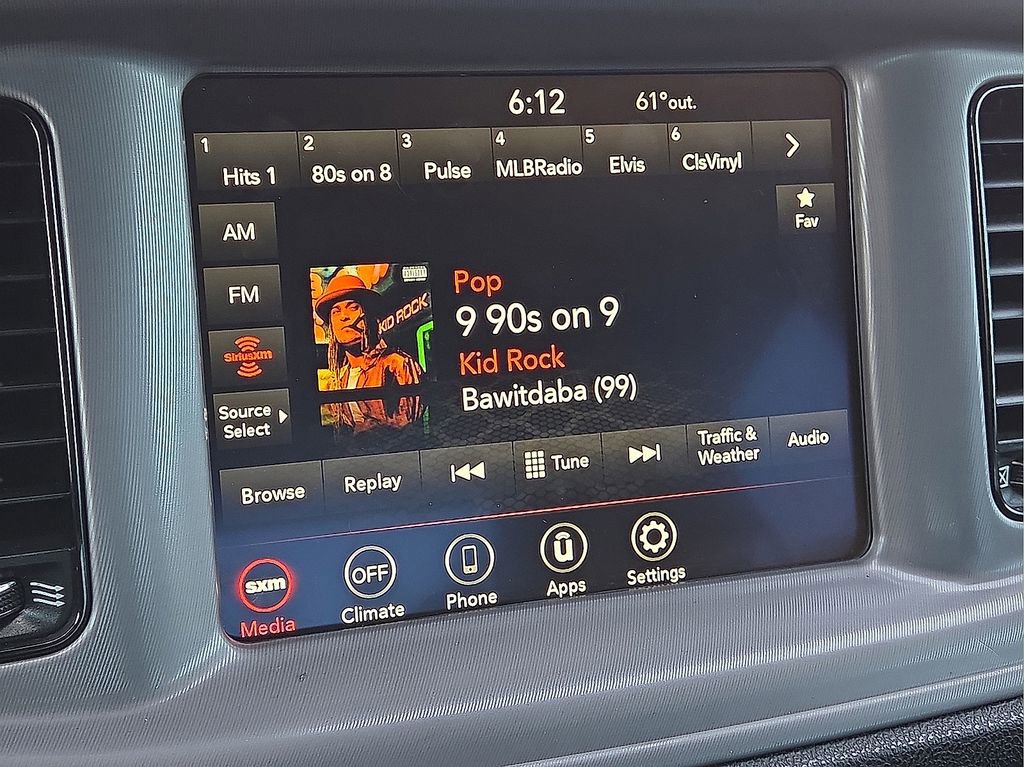 6:12
61°out.
1
Hits 1
2
80s on 8
3
Pulse
4
MLBRadio
5
Elvis
6
ClsVinyl
AM
Fav
FM
KID ROCK
Pop
9 90s on 9
Kid Rock
Bawitdaba (99)
SiriusXm
Source
Select
Browse
Replay
Tune
Traffic &
Weather
Audio
sxm
Media
OFF
Climate
Phone
Apps
Settings